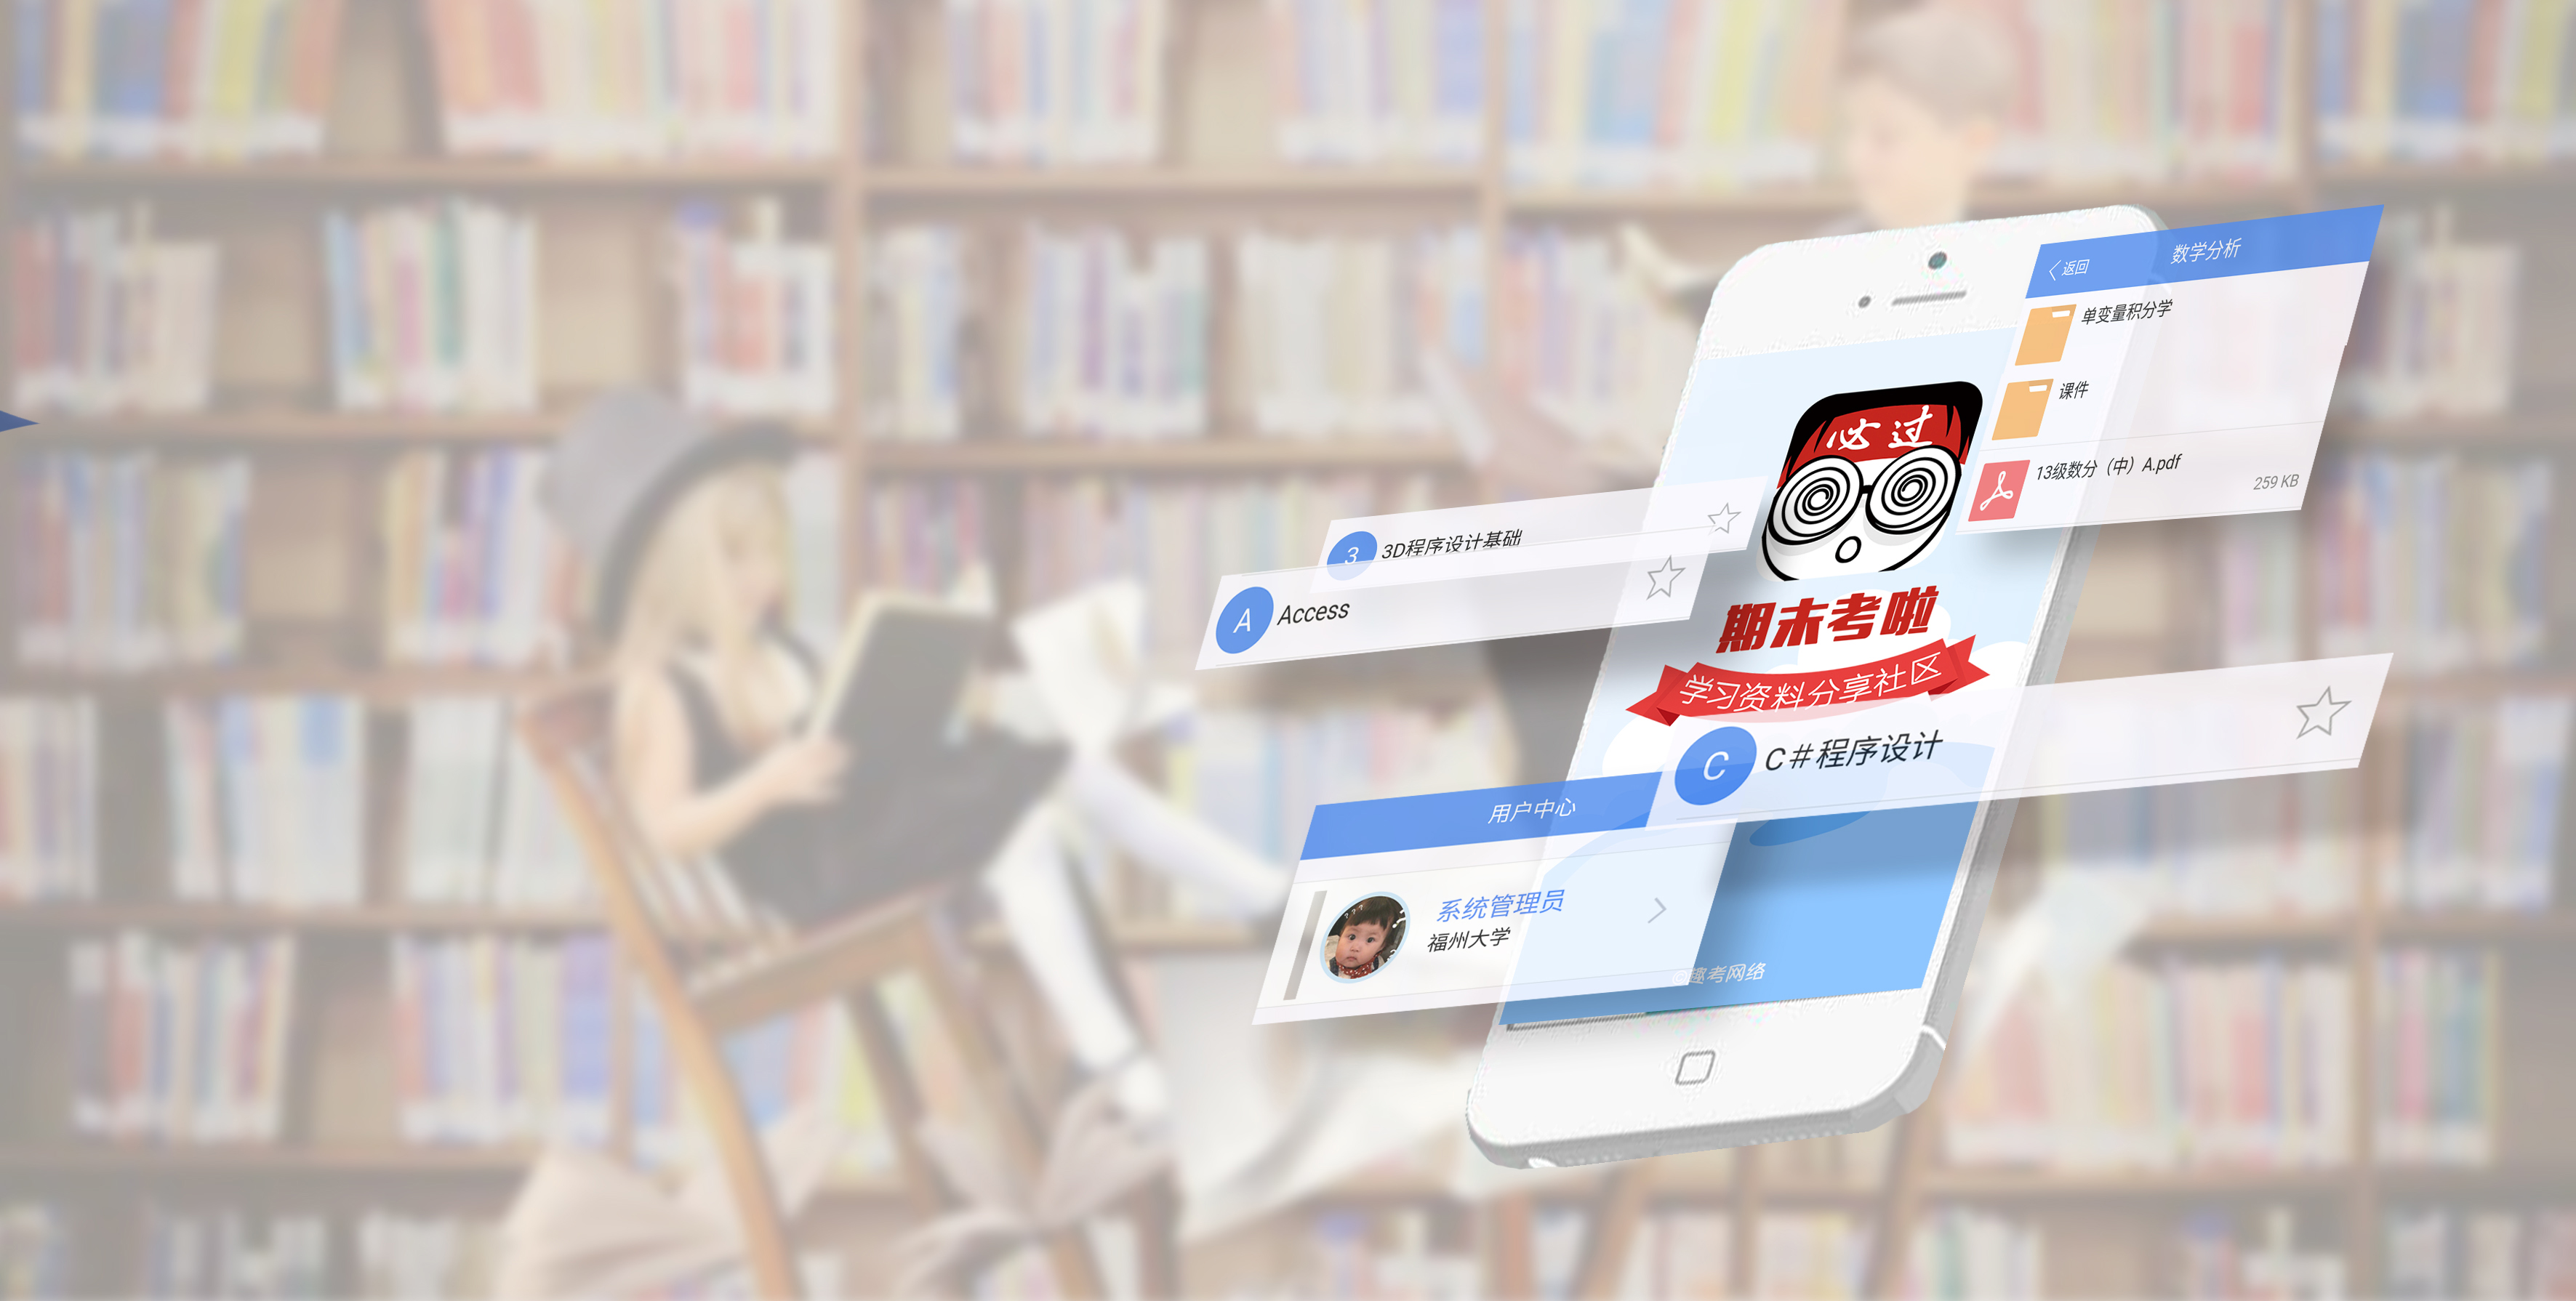 返回
数学分析
单变量积分学
课件
13级数分（中）A.pdf
259 KB
必过
3
3D程序设计基础
A
Access
期末考啦
学习资料分享社区
C
C＃程序设计
用户中心
系统管理员
福州大学
©趣考网络